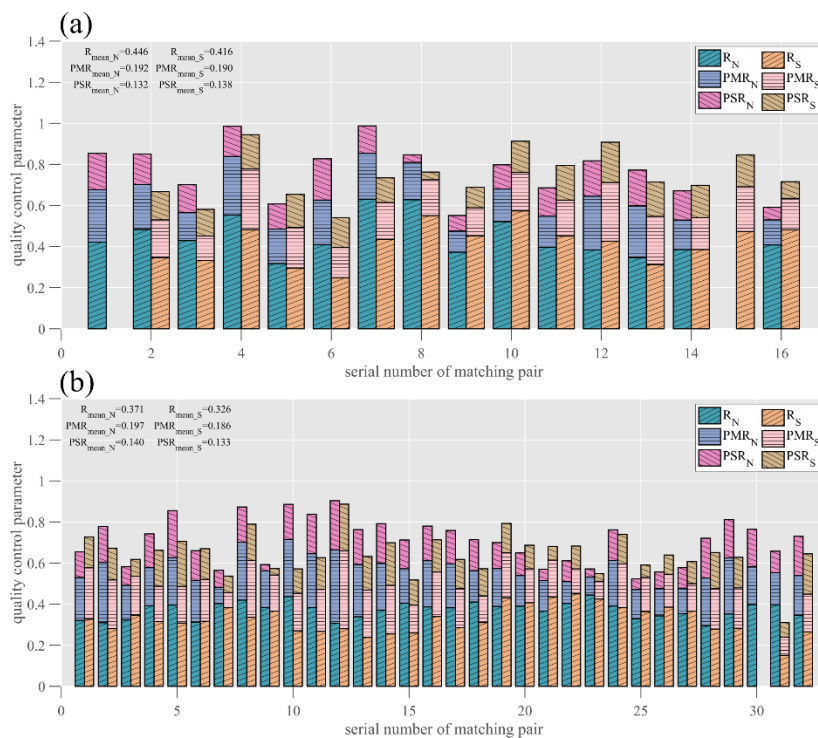 (a)
1.4
1.2
1
0.8
0.6
0.4
0.2
0
quality control parameter
R_mean_N=0.446 R_mean_S=0.416
PMR_mean_N=0.192 PMR_mean_S=0.190
PSR_mean_N=0.132 PSR_mean_S=0.138
R_N R_S
PMR_N PMR_S
PSR_N PSR_S
0 2 4 6 8 10 12 14 16
serial number of matching pair
(b)
1.4
1.2
1
0.8
0.6
0.4
0.2
0
quality control parameter
R_mean_N=0.371 R_mean_S=0.326
PMR_mean_N=0.197 PMR_mean_S=0.186
PSR_mean_N=0.140 PSR_mean_S=0.133
R_N R_S
PMR_N PMR_S
PSR_N PSR_S
0 5 10 15 20 25 30
serial number of matching pair